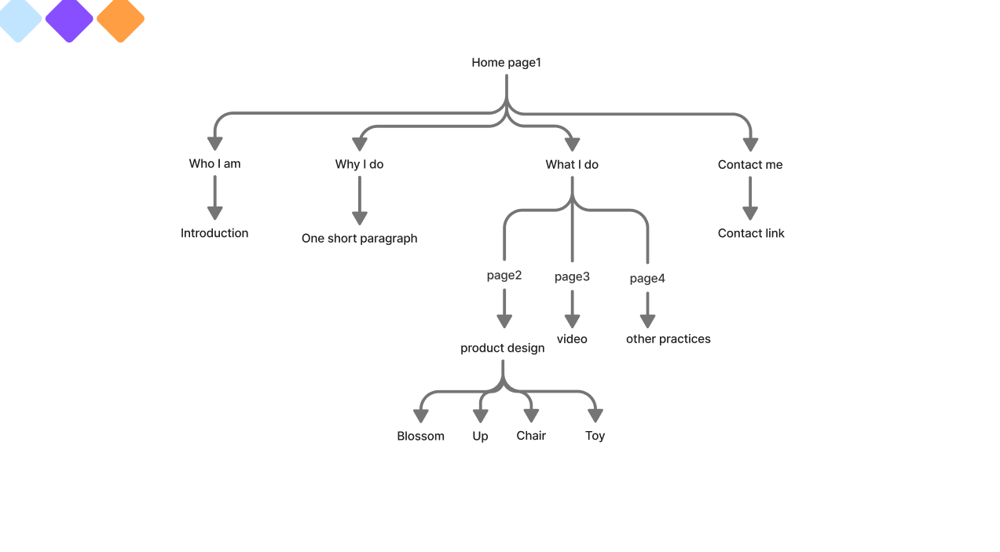 Home page1
Who I am
Why I do
What I do
Contact me
Introduction
One short paragraph
Contact link
page2
page3
page4
product design
video
other practices
Blossom
Up
Chair
Toy